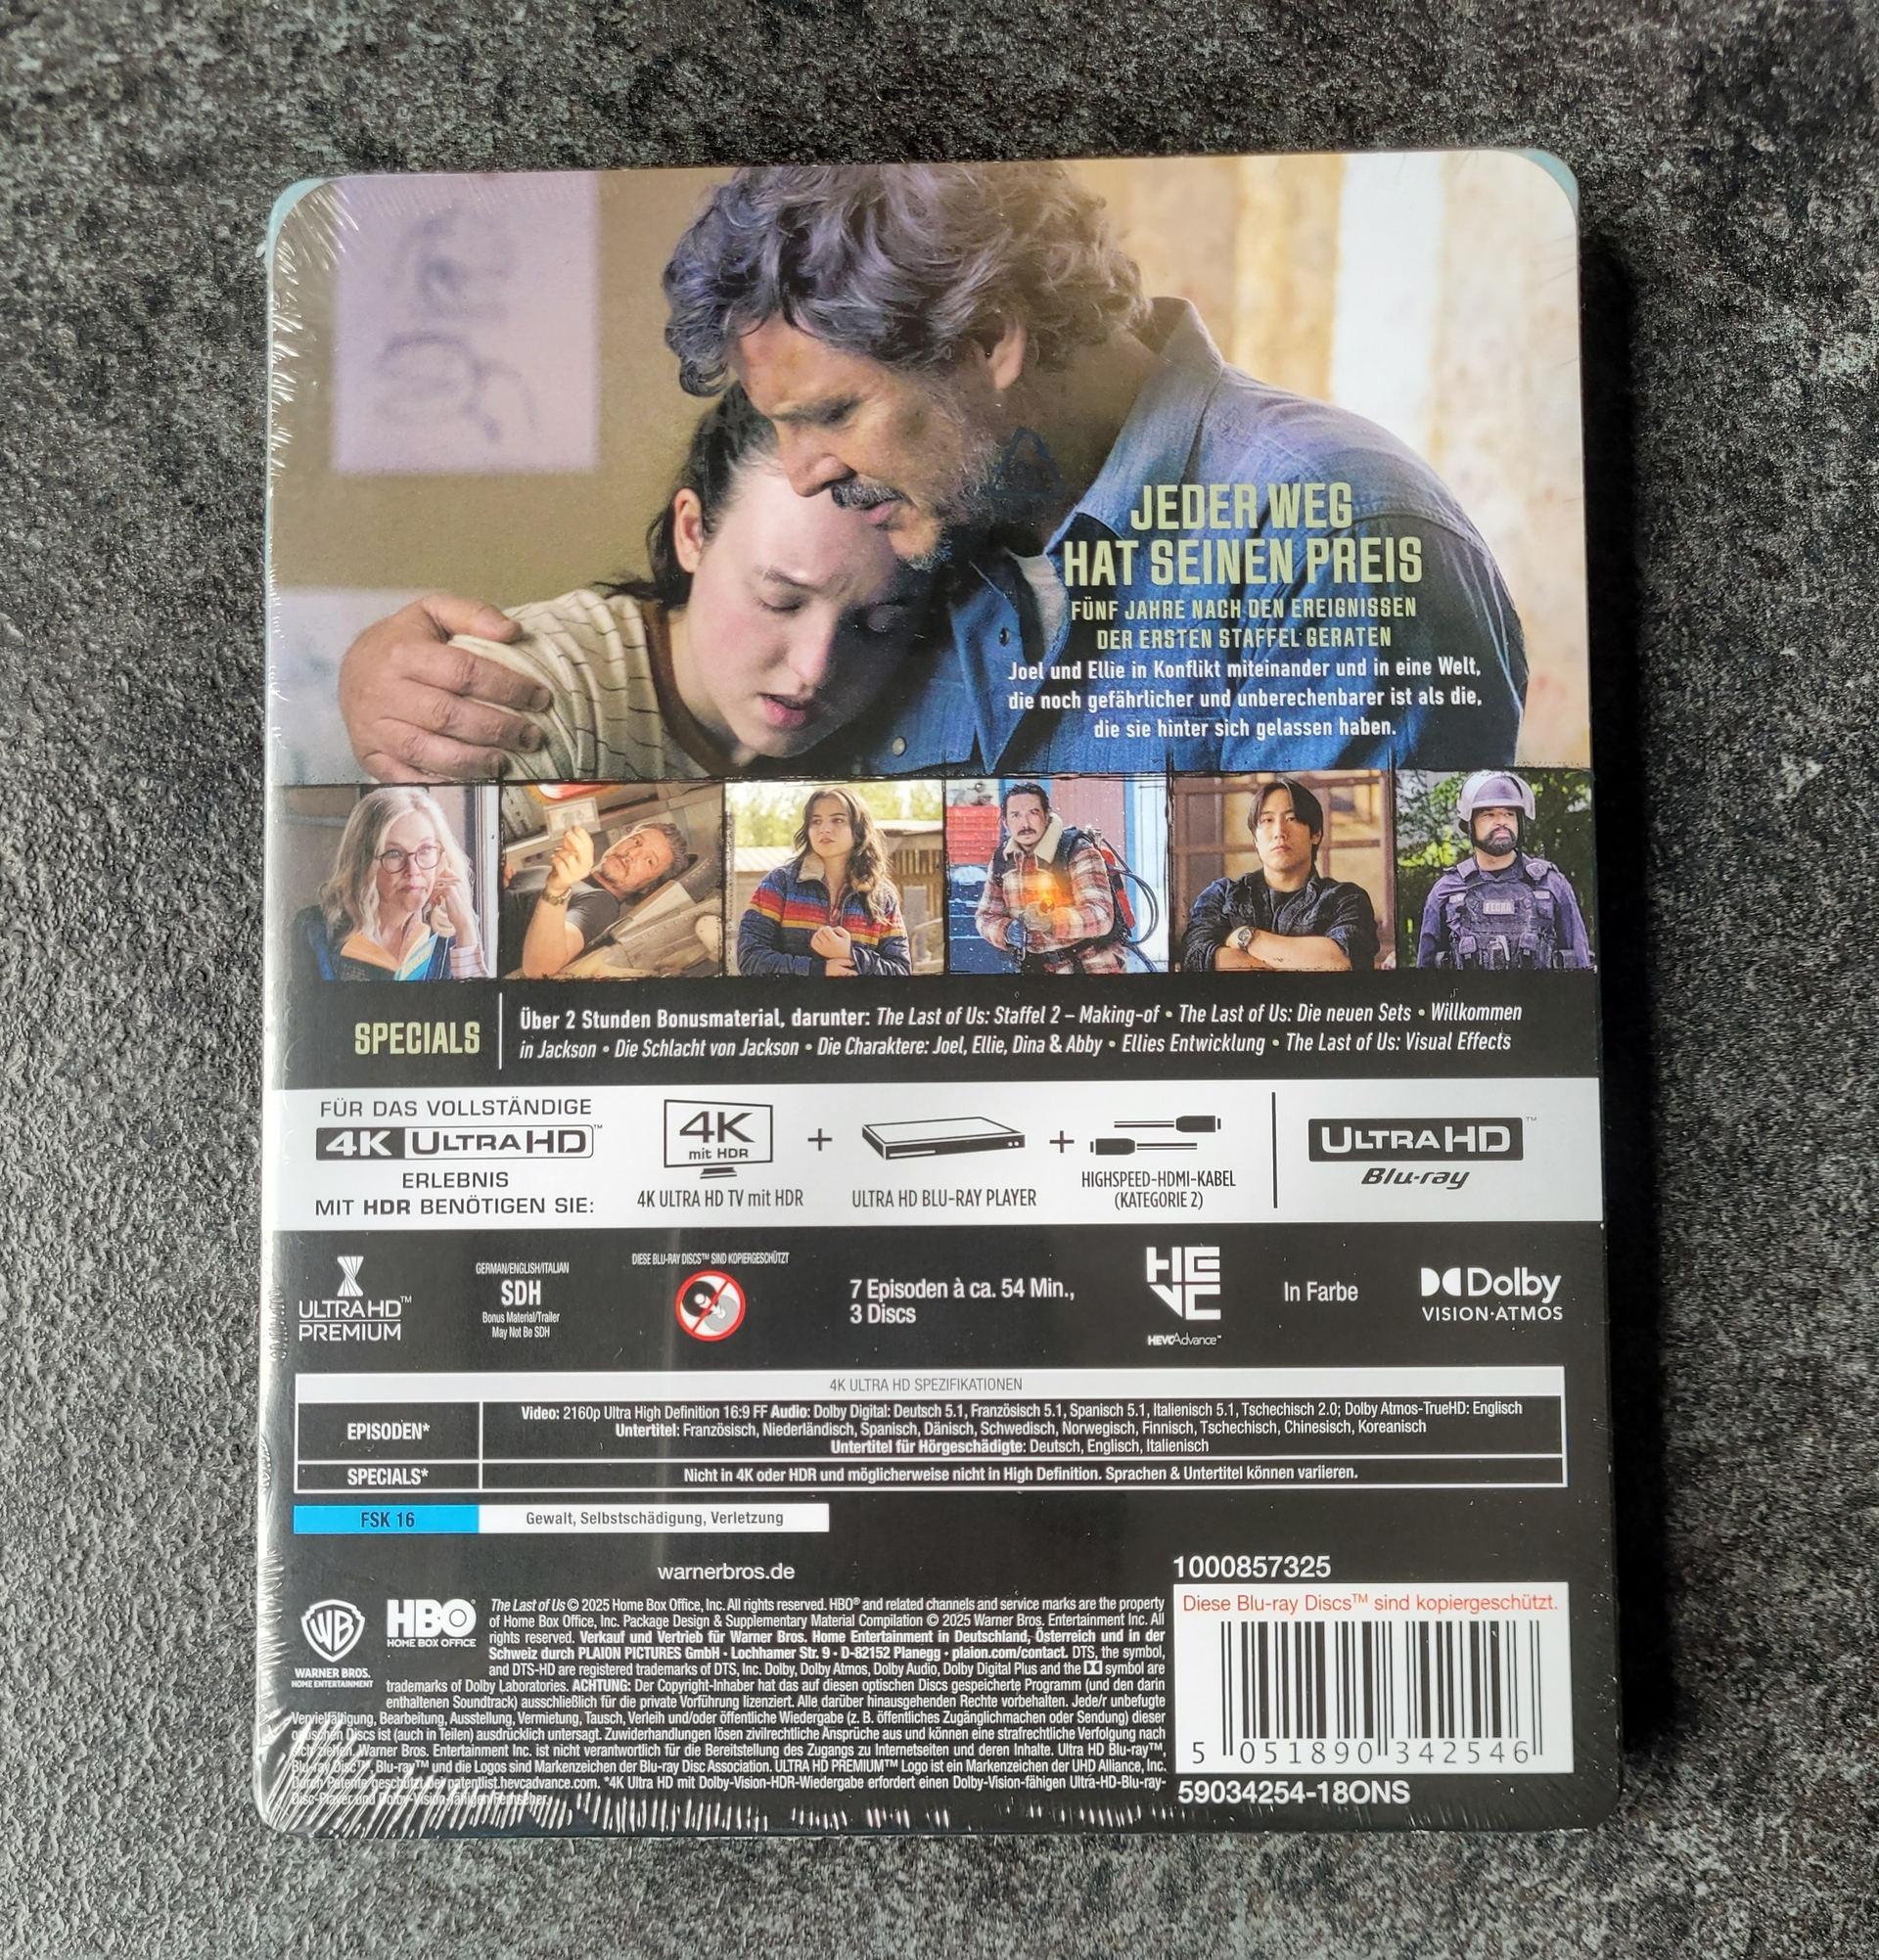 JEDER WEG
HAT SEINEN PREIS
FÜNF JAHRE NACH DEN EREIGNISSEN
DER ERSTEN STAFFEL GERATEN
Joel und Ellie in Konflikt miteinander und in eine Welt,
die noch gefährlicher und unberechenbarer ist als die,
die sie hinter sich gelassen haben.
FEDRA
SPECIALS
Über 2 Stunden Bonusmaterial, darunter: The Last of Us: Staffel 2 – Making-of • The Last of Us: Die neuen Sets • Willkommen
in Jackson • Die Schlacht von Jackson • Die Charaktere: Joel, Ellie, Dina & Abby • Ellies Entwicklung • The Last of Us: Visual Effects
FÜR DAS VOLLSTÄNDIGE
4K ULTRA HD™
ERLEBNIS
MIT HDR BENÖTIGEN SIE:
4K
mit HDR
4K ULTRA HD TV mit HDR
+
ULTRA HD BLU-RAY PLAYER
+
HIGHSPEED-HDMI-KABEL
(KATEGORIE 2)
ULTRA HD™
Blu-ray
ULTRA HD™
PREMIUM
GERMAN/ENGLISH/ITALIAN
SDH
Bonus Material/Trailer
May Not Be SDH
DIESE BLU-RAY DISCS™ SIND KOPIERGESCHÜTZT
7 Episoden à ca. 54 Min.,
3 Discs
HEVC
HEVCAdvance™
In Farbe
Dolby
VISION·ATMOS
4K ULTRA HD SPEZIFIKATIONEN
EPISODEN*
Video: 2160p Ultra High Definition 16:9 FF Audio: Dolby Digital: Deutsch 5.1, Französisch 5.1, Spanisch 5.1, Italienisch 5.1, Tschechisch 2.0; Dolby Atmos-TrueHD: Englisch
Untertitel: Französisch, Niederländisch, Spanisch, Dänisch, Schwedisch, Norwegisch, Finnisch, Tschechisch, Chinesisch, Koreanisch
Untertitel für Hörgeschädigte: Deutsch, Englisch, Italienisch
SPECIALS*
Nicht in 4K oder HDR und möglicherweise nicht in High Definition. Sprachen & Untertitel können variieren.
FSK 16
Gewalt, Selbstschädigung, Verletzung
warnerbros.de
WB
WARNER BROS.
HOME ENTERTAINMENT
HBO
HOME BOX OFFICE
The Last of Us © 2025 Home Box Office, Inc. All rights reserved. HBO® and related channels and service marks are the property
of Home Box Office, Inc. Package Design & Supplementary Material Compilation © 2025 Warner Bros. Entertainment Inc. All
rights reserved. Verkauf und Vertrieb für Warner Bros. Home Entertainment in Deutschland, Österreich und in der
Schweiz durch PLAION PICTURES GmbH • Lochhamer Str. 9 • D-82152 Planegg • plaion.com/contact. DTS, the symbol,
and DTS-HD are registered trademarks of DTS, Inc. Dolby, Dolby Atmos, Dolby Audio, Dolby Digital Plus and the symbol are
trademarks of Dolby Laboratories. ACHTUNG: Der Copyright-Inhaber hat das auf diesen optischen Discs gespeicherte Programm (und den darin
enthaltenen Soundtrack) ausschließlich für die private Vorführung lizenziert. Alle darüber hinausgehenden Rechte vorbehalten. Jede/r unbefugte
Vervielfältigung, Bearbeitung, Ausstellung, Vermietung, Tausch, Verleih und/oder öffentliche Wiedergabe (z. B. öffentliches Zugänglichmachen oder Sendung) dieser
optischen Discs ist (auch in Teilen) ausdrücklich untersagt. Zuwiderhandlungen lösen zivilrechtliche Ansprüche aus und können eine strafrechtliche Verfolgung nach
sich ziehen. Warner Bros. Entertainment Inc. ist nicht verantwortlich für die Bereitstellung des Zugangs zu Internetseiten und deren Inhalte. Ultra HD Blu-ray™,
Blu-ray Disc™, Blu-ray™ und die Logos sind Markenzeichen der Blu-ray Disc Association. ULTRA HD PREMIUM™ Logo ist ein Markenzeichen der UHD Alliance, Inc.
Durch Patente geschützt bei patentlist.hevcadvance.com. *4K Ultra HD mit Dolby-Vision-HDR-Wiedergabe erfordert einen Dolby-Vision-fähigen Ultra-HD-Blu-ray-
Disc-Player und Dolby-Vision-fähigen Fernseher.
1000857325
Diese Blu-ray Discs™ sind kopiergeschützt.
5 051890 342546
59034254-18ONS